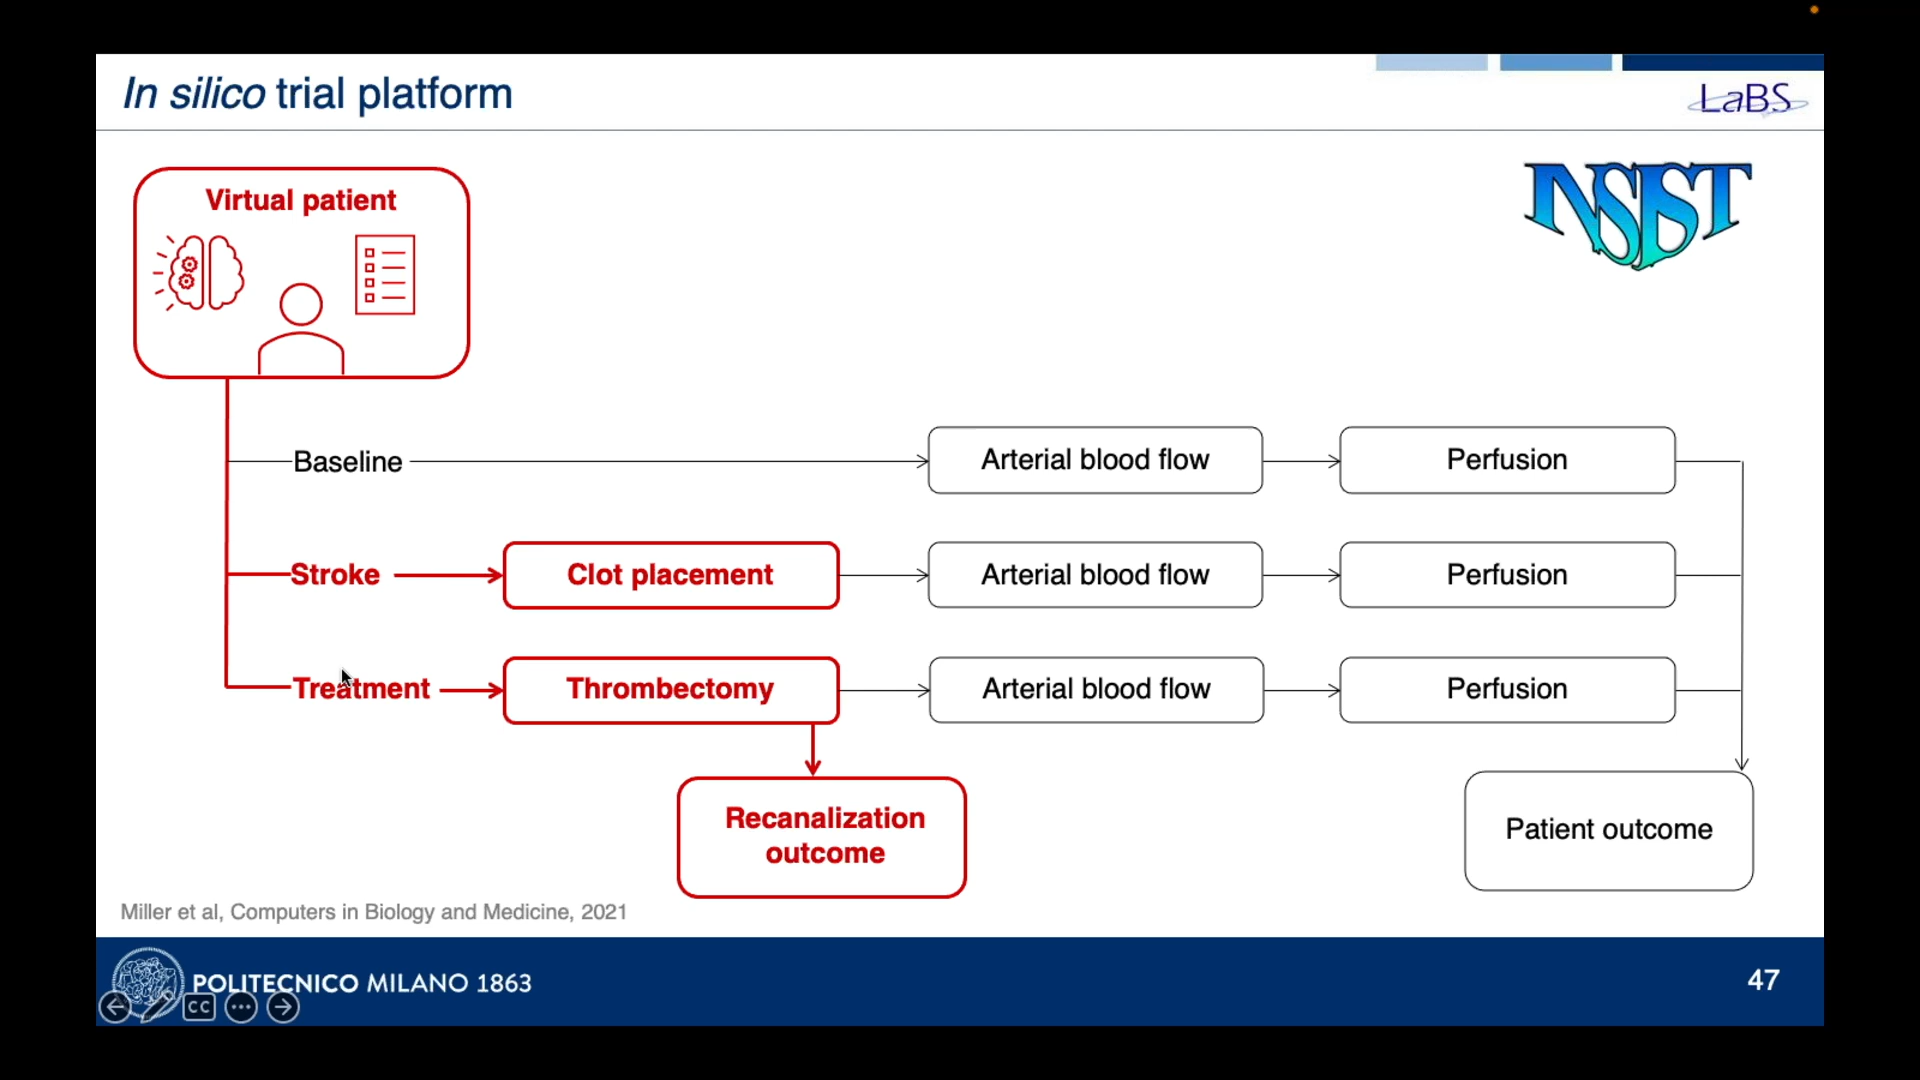 In silico trial platform
LaBS
INSIST
Virtual patient
Baseline
Arterial blood flow
Perfusion
Stroke
Clot placement
Arterial blood flow
Perfusion
Treatment
Thrombectomy
Arterial blood flow
Perfusion
Recanalization
outcome
Patient outcome
Miller et al, Computers in Biology and Medicine, 2021
POLITECNICO MILANO 1863
47
CC